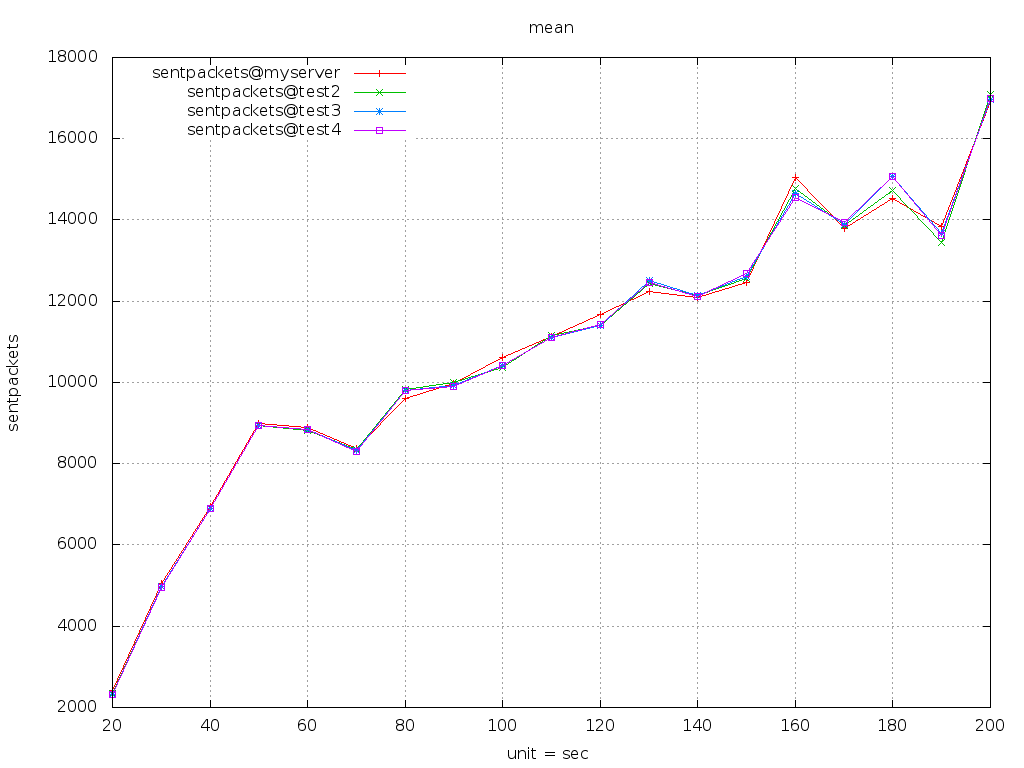 mean
18000
16000
14000
12000
10000
8000
6000
4000
2000
sentpackets
sentpackets@myserver
sentpackets@test2
sentpackets@test3
sentpackets@test4
20 40 60 80 100 120 140 160 180 200
unit = sec